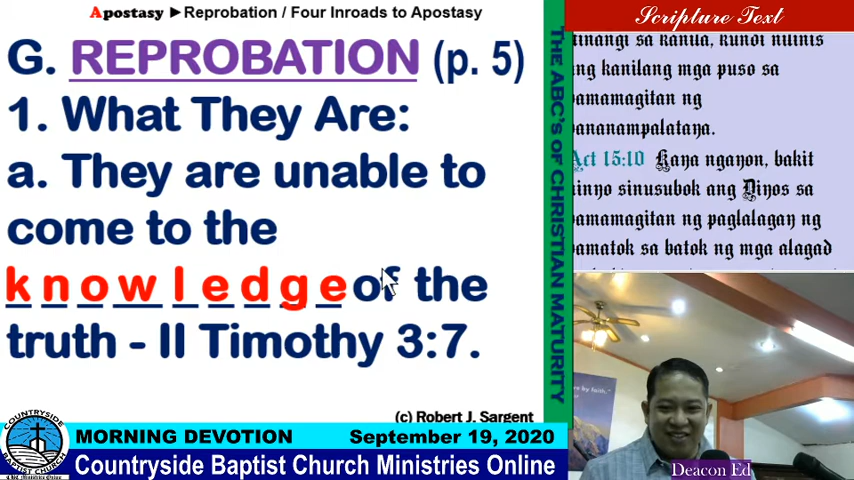 Apostasy ►Reprobation / Four Inroads to Apostasy
G. REPROBATION (p. 5)
1. What They Are:
a. They are unable to
come to the
knowledge of the
truth - II Timothy 3:7.
(c) Robert J. Sargent
THE ABC's OF CHRISTIAN MATURITY
Scripture Text
kanilang mga puso sa
pamamagitan ng
pananampalataya.
Act 15:10 Kaya ngayon, bakit
ninyo sinusubok ang Diyos sa
pamamagitan ng paglalagay ng
pamatok sa batok ng mga alagad
Deacon Ed
COUNTRYSIDE
BAPTIST CHURCH
MORNING DEVOTION September 19, 2020
Countryside Baptist Church Ministries Online